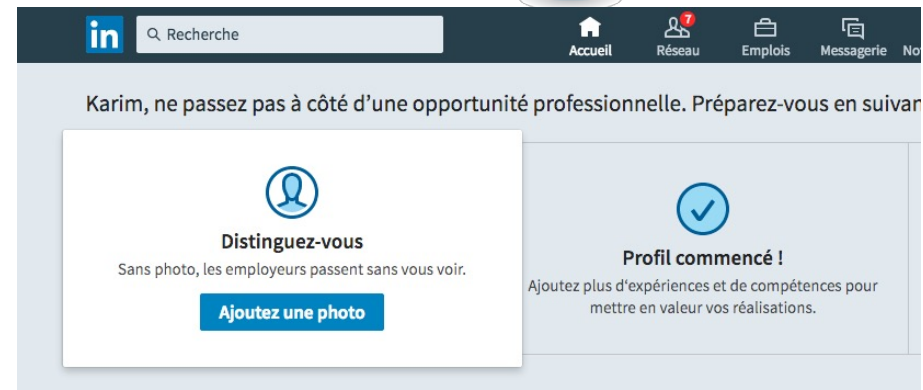 in
Recherche
7
Accueil
Réseau
Emplois
Messagerie
Karim, ne passez pas à côté d'une opportunité professionnelle. Préparez-vous en
Distinguez-vous
Sans photo, les employeurs passent sans vous voir.
Ajoutez une photo
Profil commencé !
Ajoutez plus d'expériences et de compétences pour
mettre en valeur vos réalisations.